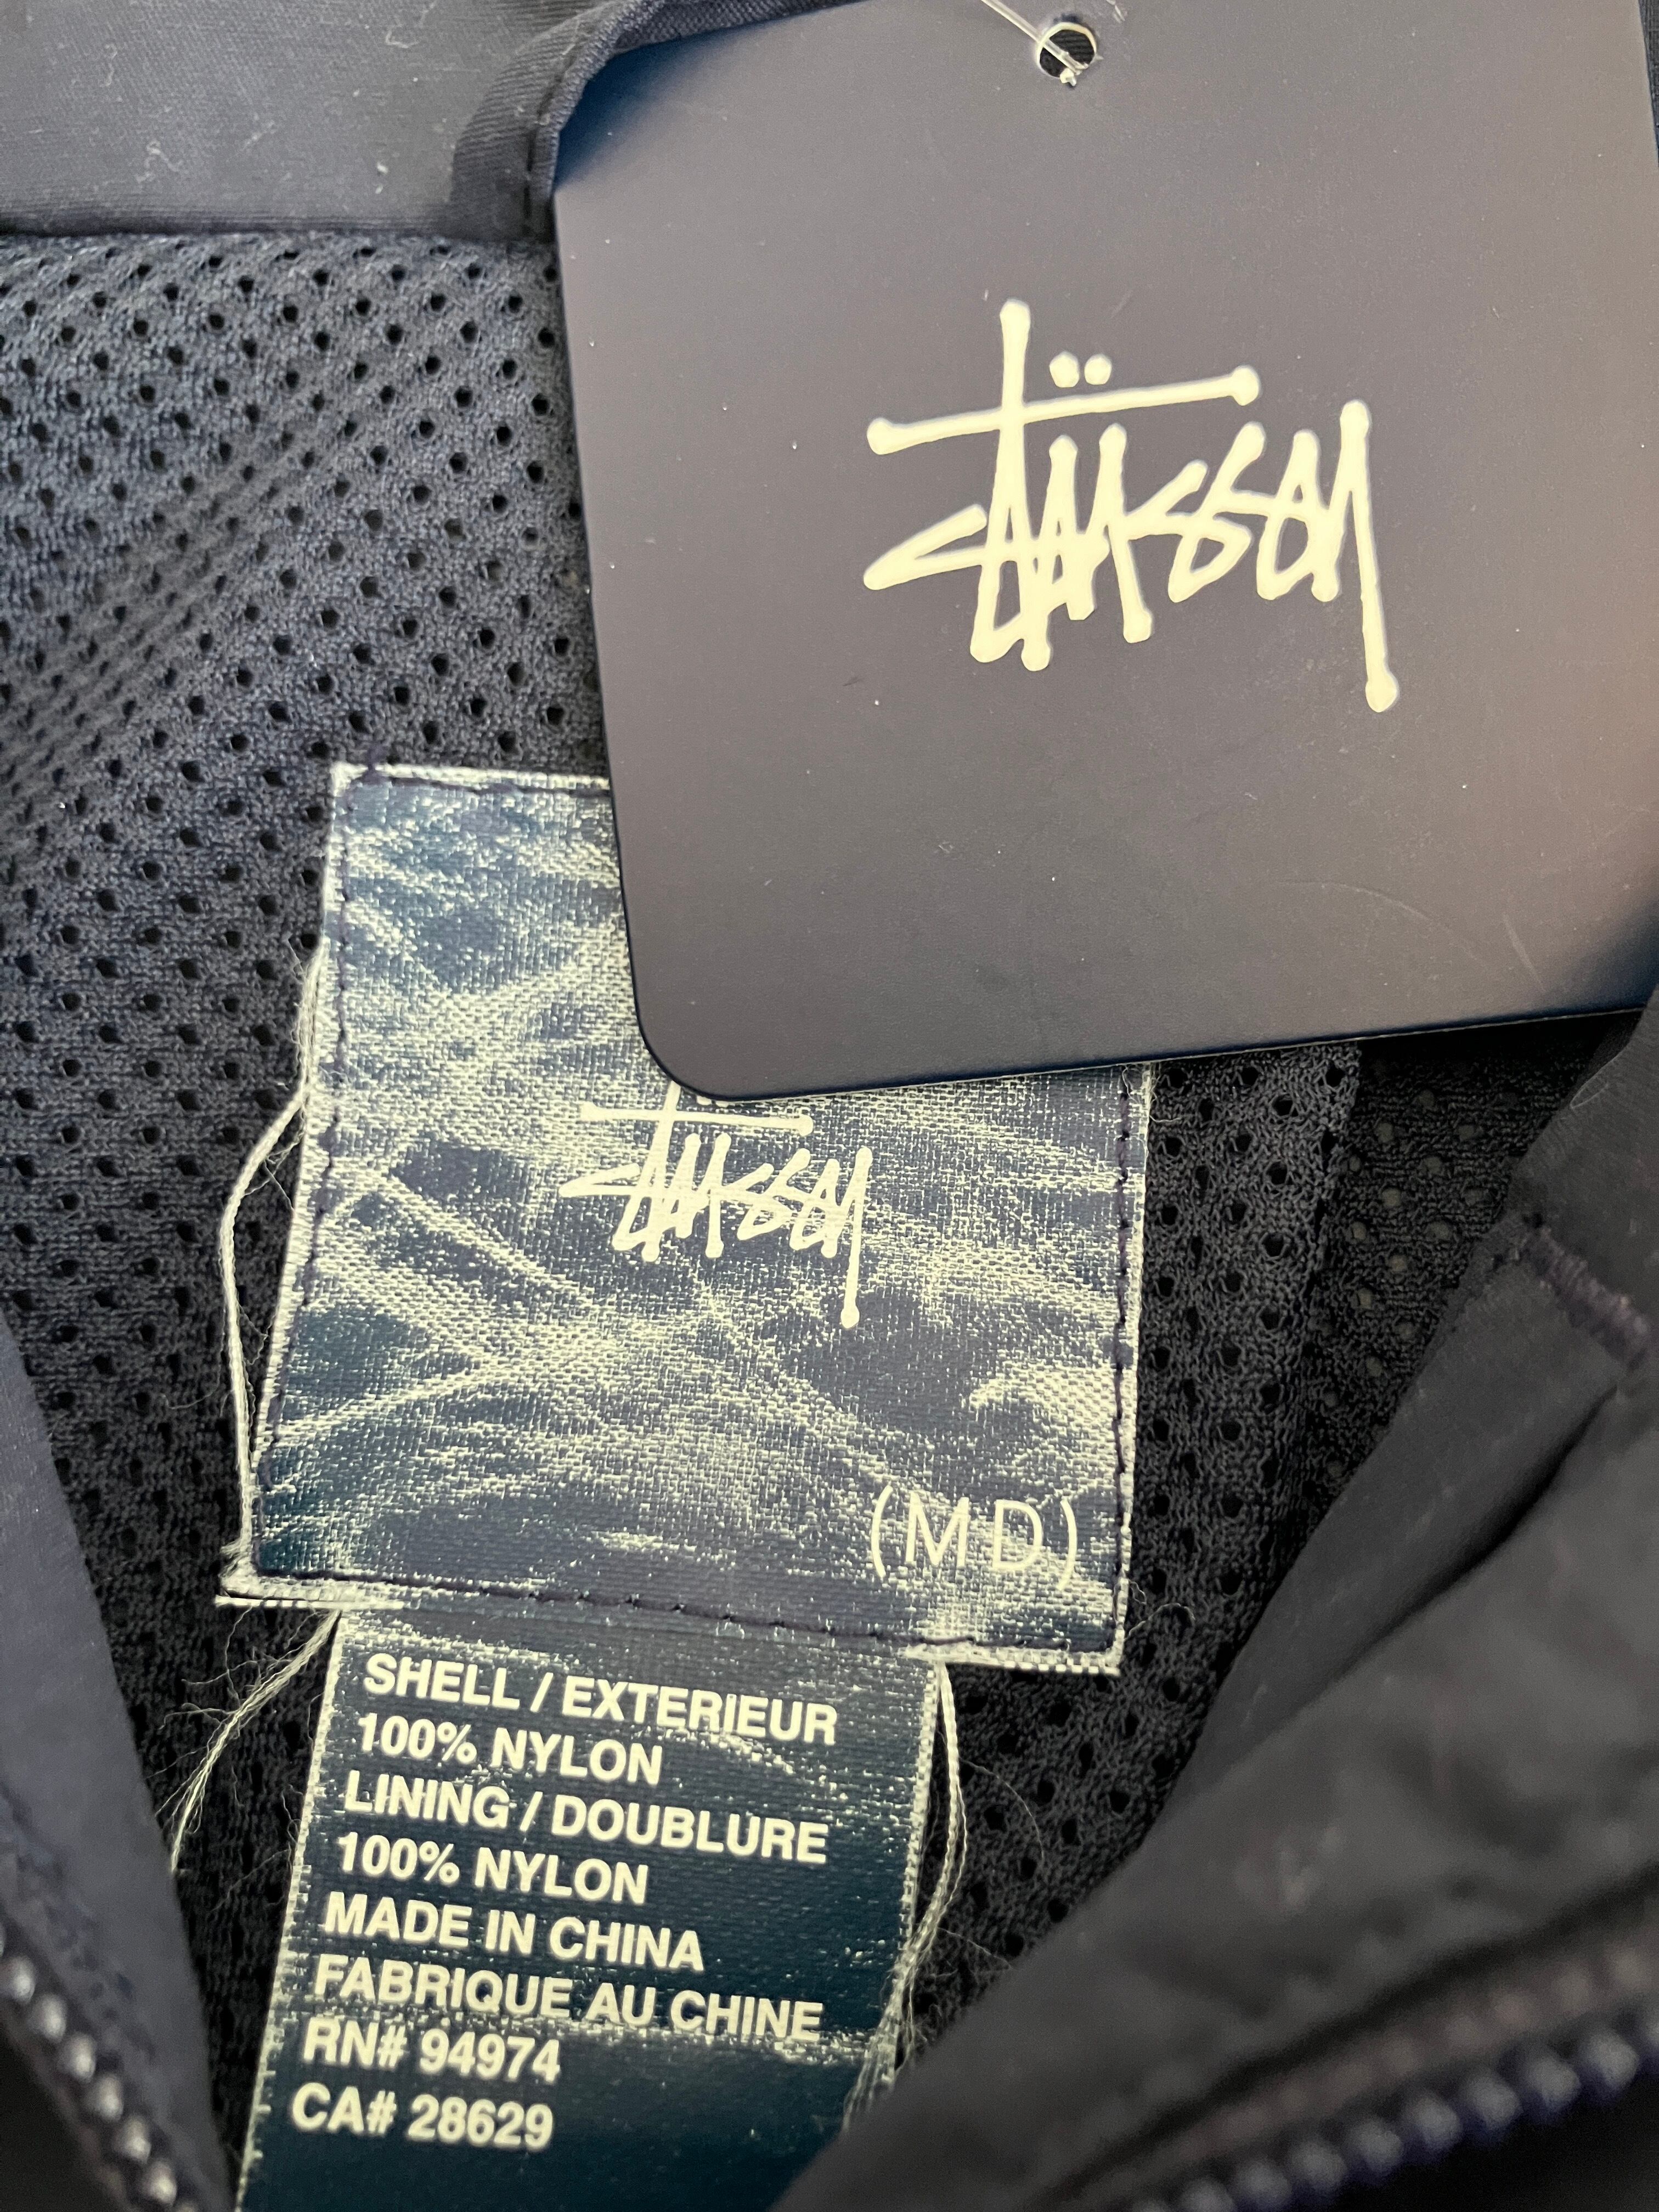 Stüssy
Stüssy
(MD)
SHELL / EXTERIEUR
100% NYLON
LINING / DOUBLURE
100% NYLON
MADE IN CHINA
FABRIQUE AU CHINE
RN# 94974
CA# 28629